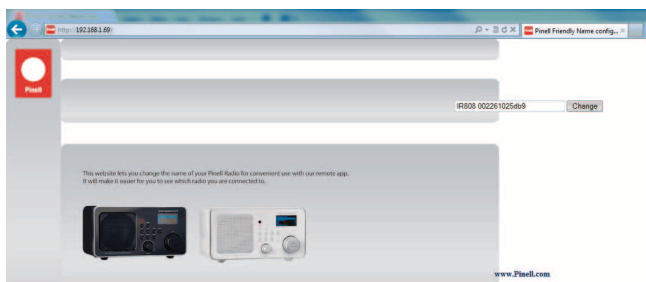 http://192.168.1.69/
Pinell Friendly Name config...
Pinell
IR808 002261025db9
Change
This website lets you change the name of your Pinell Radio for convenient use with our remote app.
It will make it easier for you to see which radio you are connected to.
www.Pinell.com